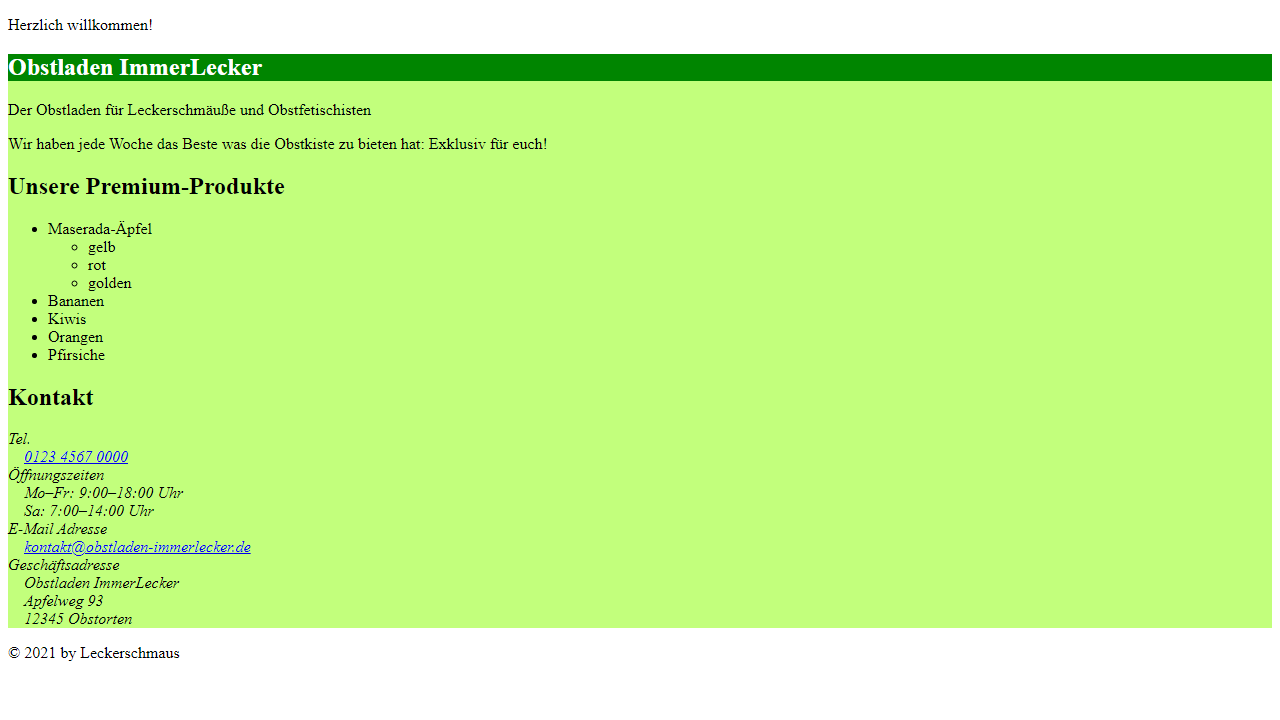 Herzlich willkommen!
Obstladen ImmerLecker
Der Obstladen für Leckerschmäuße und Obstfetischisten
Wir haben jede Woche das Beste was die Obstkiste zu bieten hat: Exklusiv für euch!
Unsere Premium-Produkte
Maserada-Äpfel
gelb
rot
golden
Bananen
Kiwis
Orangen
Pfirsiche
Kontakt
Tel.
0123 4567 0000
Öffnungszeiten
Mo–Fr: 9:00–18:00 Uhr
Sa: 7:00–14:00 Uhr
E-Mail Adresse
kontakt@obstladen-immerlecker.de
Geschäftsadresse
Obstladen ImmerLecker
Apfelweg 93
12345 Obstorten
© 2021 by Leckerschmaus